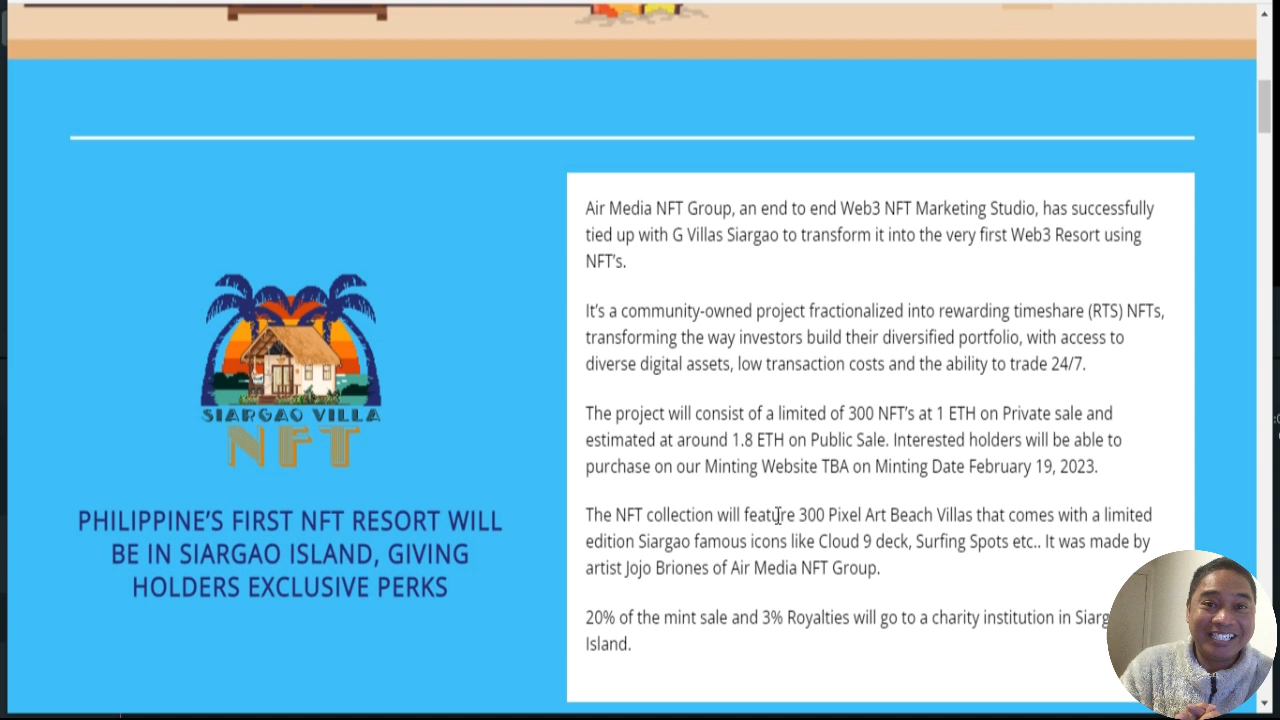 SIARGAO VILLA
NFT
PHILIPPINE'S FIRST NFT RESORT WILL
BE IN SIARGAO ISLAND, GIVING
HOLDERS EXCLUSIVE PERKS
Air Media NFT Group, an end to end Web3 NFT Marketing Studio, has successfully
tied up with G Villas Siargao to transform it into the very first Web3 Resort using
NFT's.
It's a community-owned project fractionalized into rewarding timeshare (RTS) NFTs,
transforming the way investors build their diversified portfolio, with access to
diverse digital assets, low transaction costs and the ability to trade 24/7.
The project will consist of a limited of 300 NFT's at 1 ETH on Private sale and
estimated at around 1.8 ETH on Public Sale. Interested holders will be able to
purchase on our Minting Website TBA on Minting Date February 19, 2023.
The NFT collection will feature 300 Pixel Art Beach Villas that comes with a limited
edition Siargao famous icons like Cloud 9 deck, Surfing Spots etc.. It was made by
artist Jojo Briones of Air Media NFT Group.
20% of the mint sale and 3% Royalties will go to a charity institution in Siarg
Island.